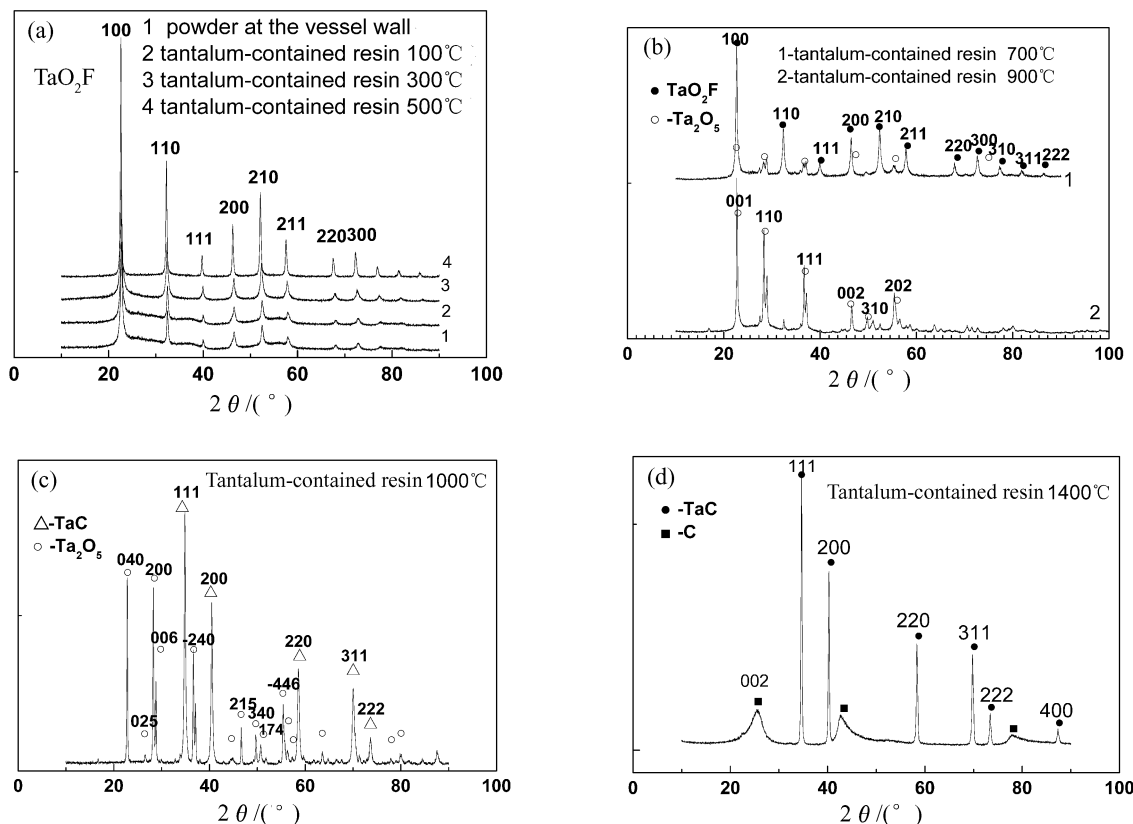 (a)
1 powder at the vessel wall
2 tantalum-contained resin 100℃
3 tantalum-contained resin 300℃
4 tantalum-contained resin 500℃
TaO₂F
100
110
111
200
210
211
220
300
4
3
2
1
0 20 40 60 80 100
2 θ /( ° )
(b)
1-tantalum-contained resin 700℃
2-tantalum-contained resin 900℃
● TaO₂F
○ -Ta₂O₅
100
110
111
200
210
211
220
300
310
311
222
1
001
110
111
002
310
202
2
0 20 40 60 80 100
2 θ /( ° )
(c)
Tantalum-contained resin 1000℃
△-TaC
○ -Ta₂O₅
040
025
200
006
111
-240
200
215
340
174
-446
220
311
222
0 20 40 60 80 100
2 θ /( ° )
(d)
Tantalum-contained resin 1400℃
● -TaC
■ -C
002
111
200
220
311
222
400
0 20 40 60 80 100
2 θ /( ° )